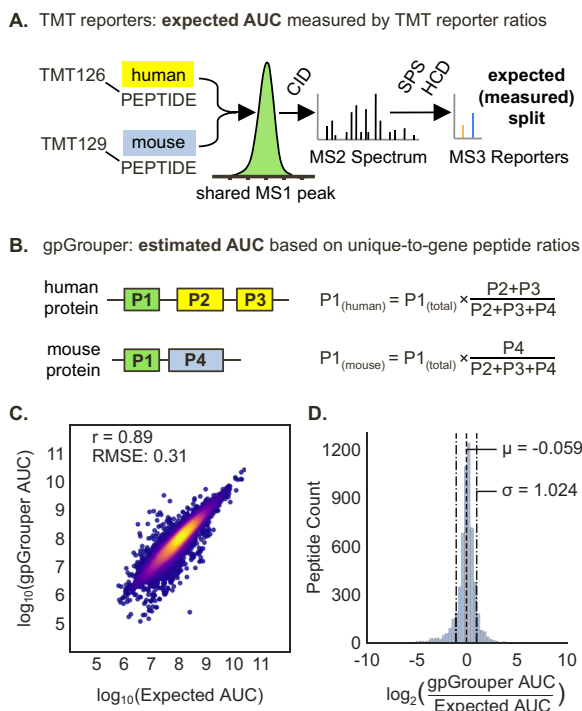 A. TMT reporters: expected AUC measured by TMT reporter ratios
TMT126
human
PEPTIDE
TMT129
mouse
PEPTIDE
shared MS1 peak
CID
MS2 Spectrum
SPS
HCD
expected
(measured)
split
MS3 Reporters
B. gpGrouper: estimated AUC based on unique-to-gene peptide ratios
human
protein
P1 P2 P3
P1(human) = P1(total) × P2+P3 / P2+P3+P4
mouse
protein
P1 P4
P1(mouse) = P1(total) × P4 / P2+P3+P4
C.
r = 0.89
RMSE: 0.31
log10(gpGrouper AUC)
11
10
9
8
7
6
5
5 6 7 8 9 10 11
log10(Expected AUC)
D.
Peptide Count
1200
900
600
300
0
μ = -0.059
σ = 1.024
-10 -5 0 5 10
log2(gpGrouper AUC / Expected AUC)